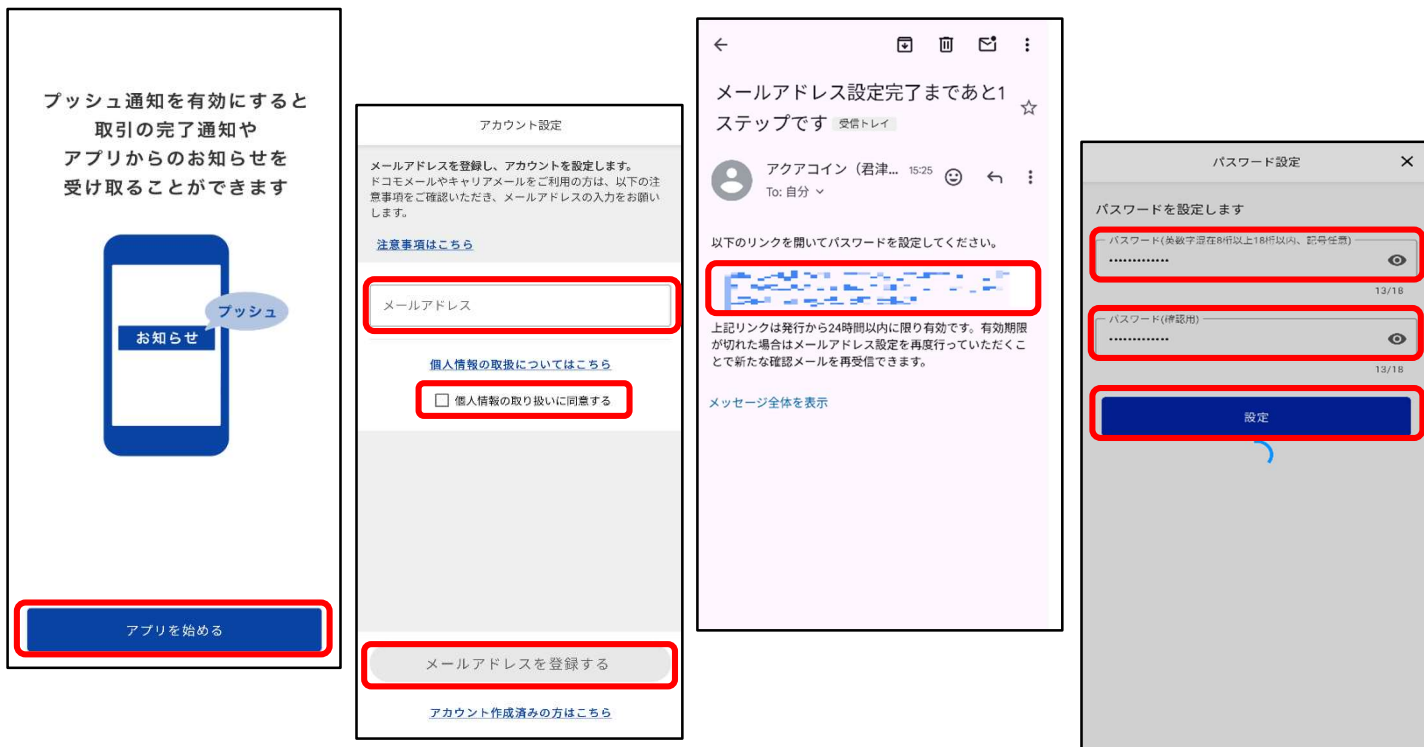 プッシュ通知を有効にすると
取引の完了通知や
アプリからのお知らせを
受け取ることができます
プッシュ
お知らせ
アプリを始める
アカウント設定
メールアドレスを登録し、アカウントを設定します。
ドコモメールやキャリアメールをご利用の方は、以下の注
意事項をご確認いただき、メールアドレスの入力をお願い
します。
注意事項はこちら
メールアドレス
個人情報の取扱についてはこちら
個人情報の取り扱いに同意する
メールアドレスを登録する
アカウント作成済みの方はこちら
メールアドレス設定完了まであと1
ステップです 受信トレイ
アクアコイン（君津... 15:25
To: 自分
以下のリンクを開いてパスワードを設定してください。
上記リンクは発行から24時間以内に限り有効です。有効期限
が切れた場合はメールアドレス設定を再度行っていただくこ
とで新たな確認メールを再受信できます。
メッセージ全体を表示
パスワード設定
パスワードを設定します
パスワード(英数字混在8桁以上18桁以内、記号任意)
13/18
パスワード(確認用)
13/18
設定